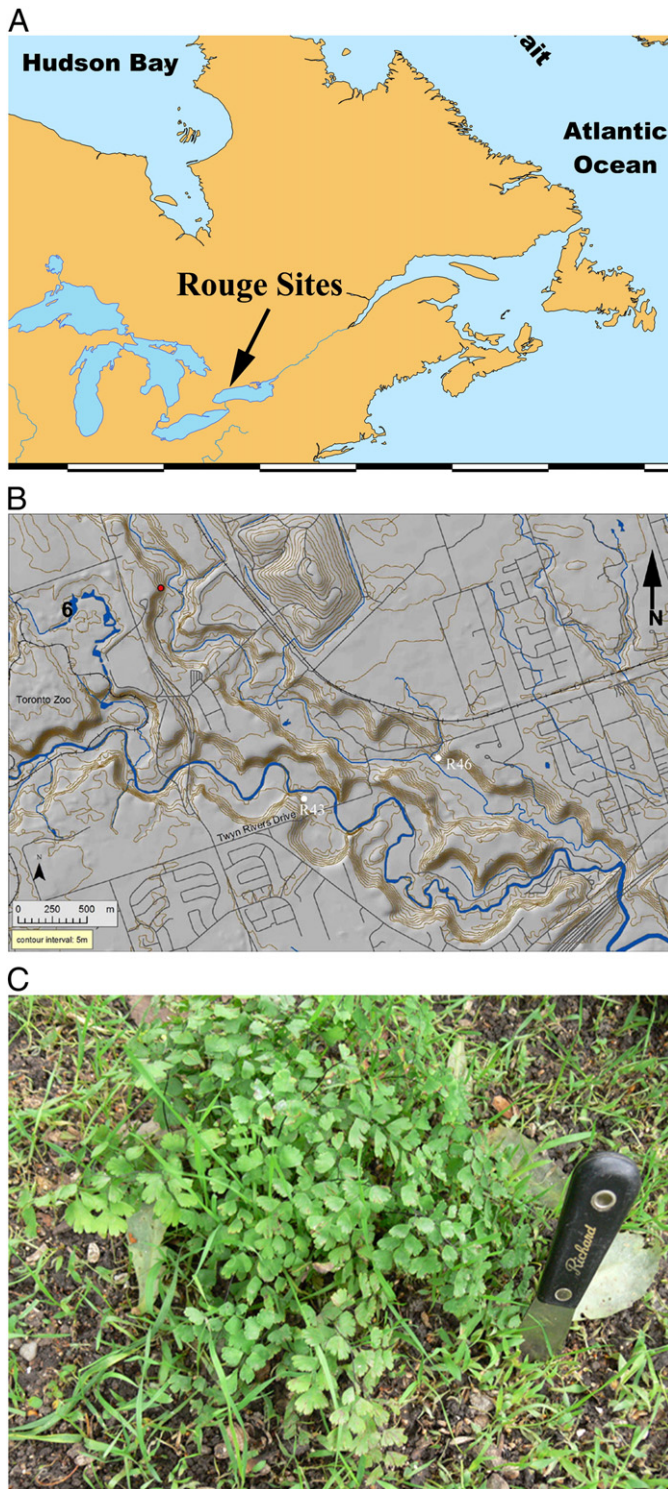 A
Hudson Bay
ait
Atlantic
Ocean
Rouge Sites
B
6
N
Toronto Zoo
R46
R43
Twyn Rivers Drive
N
0 250 500 m
contour interval: 5m
C
Richard